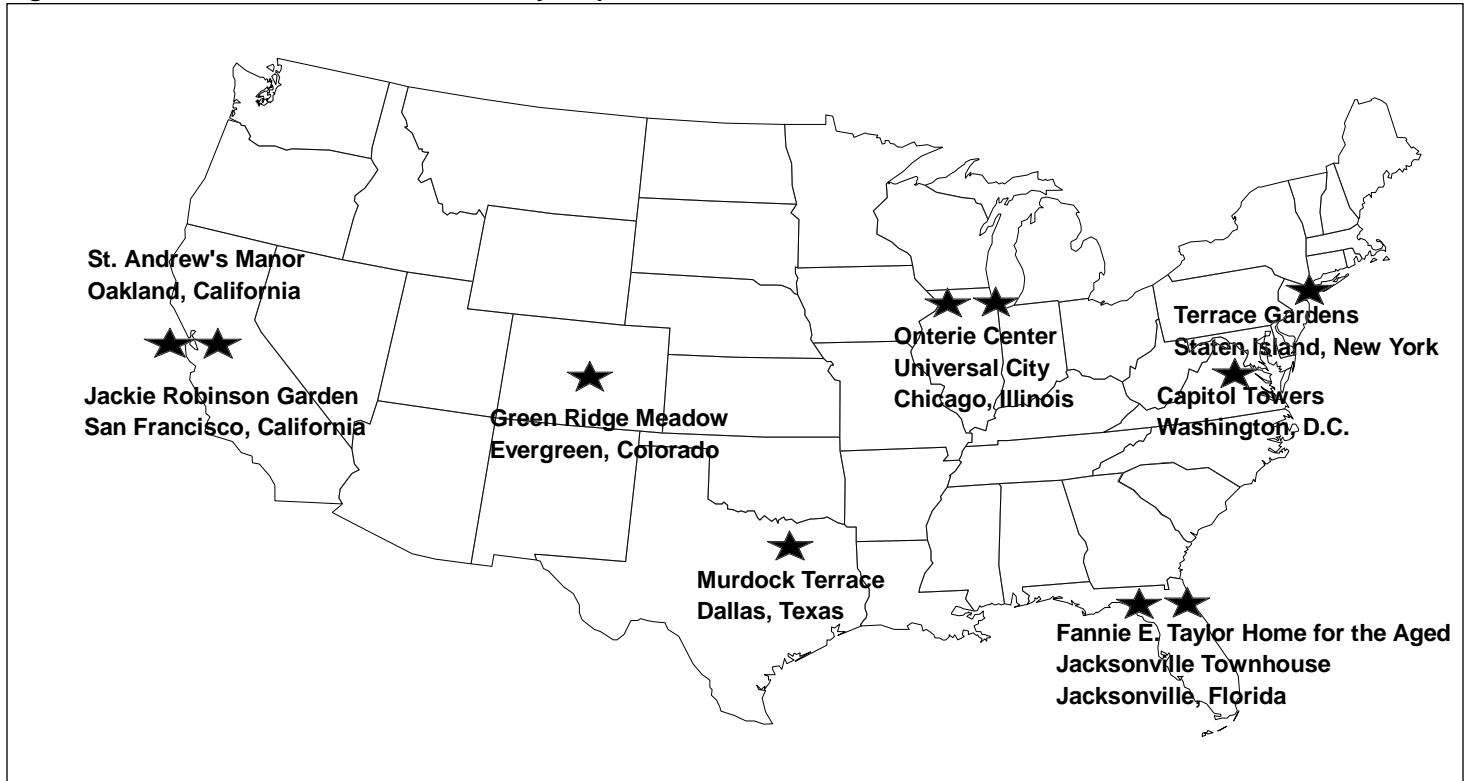 St. Andrew's Manor
Oakland, California
Jackie Robinson Garden
San Francisco, California
Green Ridge Meadow
Evergreen, Colorado
Murdock Terrace
Dallas, Texas
Onterie Center
Universal City
Chicago, Illinois
Terrace Gardens
Staten Island, New York
Capitol Towers
Washington, D.C.
Fannie E. Taylor Home for the Aged
Jacksonville Townhouse
Jacksonville, Florida